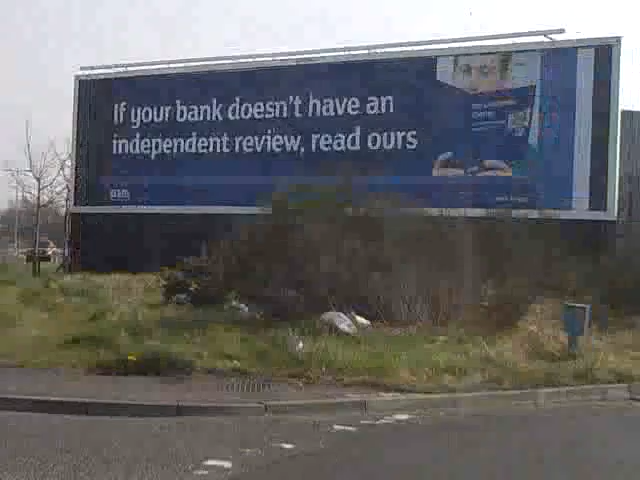 If your bank doesn't have an
independent review, read ours